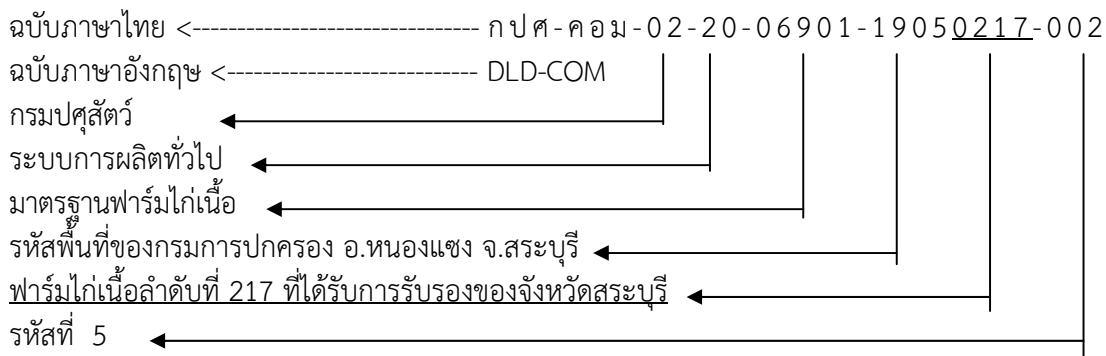 ฉบับภาษาไทย <-------------------------------- กปศ-คอม-02-20-06901-19050217-002
ฉบับภาษาอังกฤษ <---------------------------- DLD-COM
กรมปศุสัตว์
ระบบการผลิตทั่วไป
มาตรฐานฟาร์มไก่เนื้อ
รหัสพื้นที่ของกรมการปกครอง อ.หนองแซง จ.สระบุรี
ฟาร์มไก่เนื้อลำดับที่ 217 ที่ได้รับการรับรองของจังหวัดสระบุรี
รหัสที่ 5